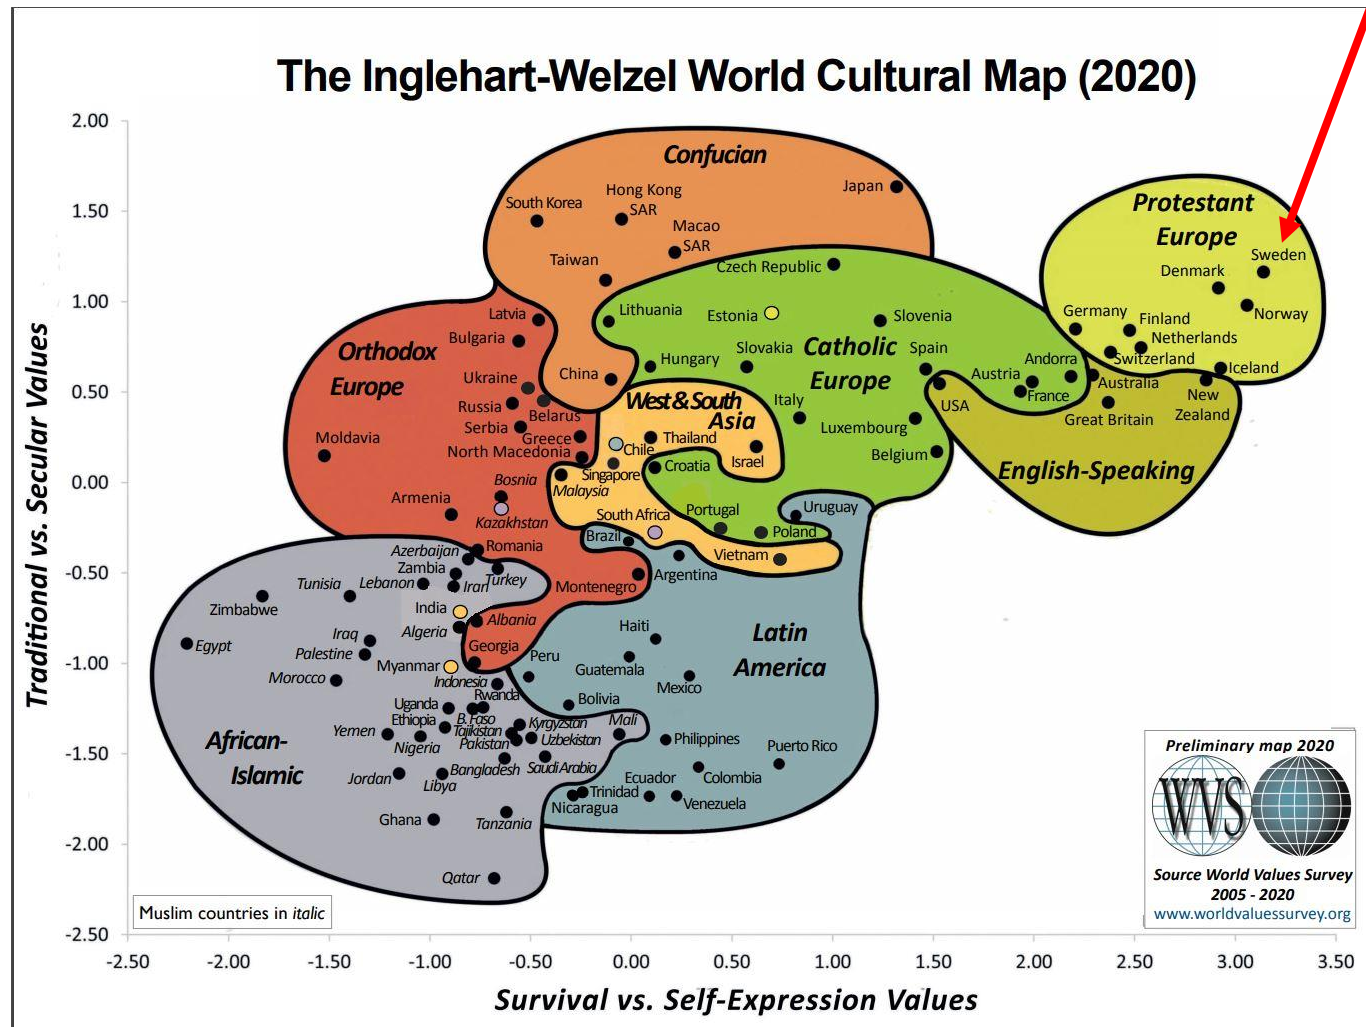 The Inglehart-Welzel World Cultural Map (2020)
Traditional vs. Secular Values
2.00
1.50
1.00
0.50
0.00
-0.50
-1.00
-1.50
-2.00
-2.50
Confucian
Japan
Hong Kong
SAR
South Korea
Macao
SAR
Taiwan
China
Protestant
Europe
Sweden
Denmark
Norway
Germany
Finland
Netherlands
Switzerland
Iceland
Czech Republic
Lithuania
Estonia
Slovenia
Hungary
Slovakia
Catholic
Europe
Spain
Andorra
Austria
France
Italy
Luxembourg
Belgium
Croatia
Portugal
Poland
Australia
Great Britain
New
Zealand
USA
English-Speaking
Latvia
Bulgaria
Orthodox
Europe
Ukraine
Russia
Belarus
Serbia
Greece
North Macedonia
Moldavia
Bosnia
Armenia
Kazakhstan
Romania
Montenegro
Albania
Georgia
West & South
Asia
Chile
Thailand
Israel
Singapore
Malaysia
South Africa
Vietnam
Uruguay
Brazil
Argentina
Haiti
Latin
America
Guatemala
Peru
Mexico
Bolivia
Philippines
Puerto Rico
Ecuador
Colombia
Trinidad
Nicaragua
Venezuela
Azerbaijan
Zambia
Turkey
Tunisia
Lebanon
Iran
Zimbabwe
India
Algeria
Iraq
Egypt
Palestine
Myanmar
Morocco
Indonesia
Rwanda
Uganda
B. Faso
Ethiopia
Tajikistan
Kyrgyzstan
Mali
Yemen
Nigeria
Pakistan
Uzbekistan
African-
Islamic
Bangladesh
Saudi Arabia
Jordan
Libya
Ghana
Tanzania
Qatar
Muslim countries in italic
Preliminary map 2020
WVS
Source World Values Survey
2005 - 2020
www.worldvaluessurvey.org
-2.50 -2.00 -1.50 -1.00 -0.50 0.00 0.50 1.00 1.50 2.00 2.50 3.00 3.50
Survival vs. Self-Expression Values